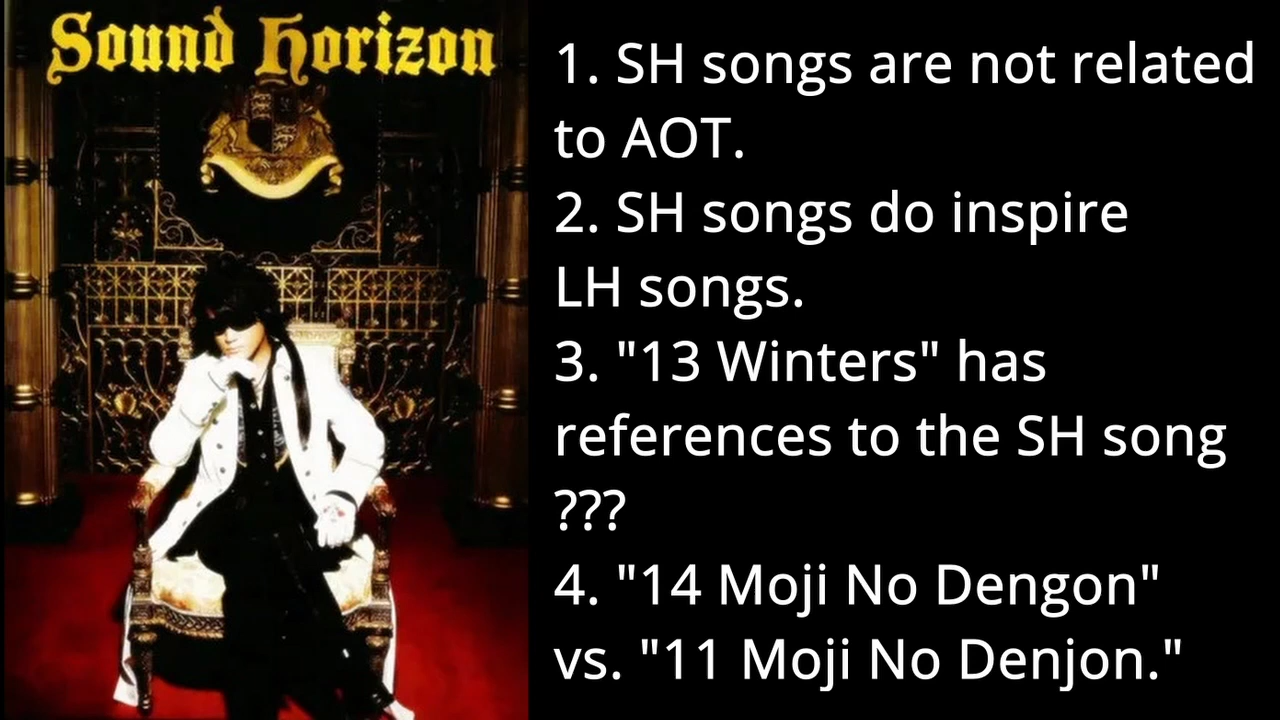 Sound Horizon
1. SH songs are not related
to AOT.
2. SH songs do inspire
LH songs.
3. "13 Winters" has
references to the SH song
???
4. "14 Moji No Dengon"
vs. "11 Moji No Denjon."